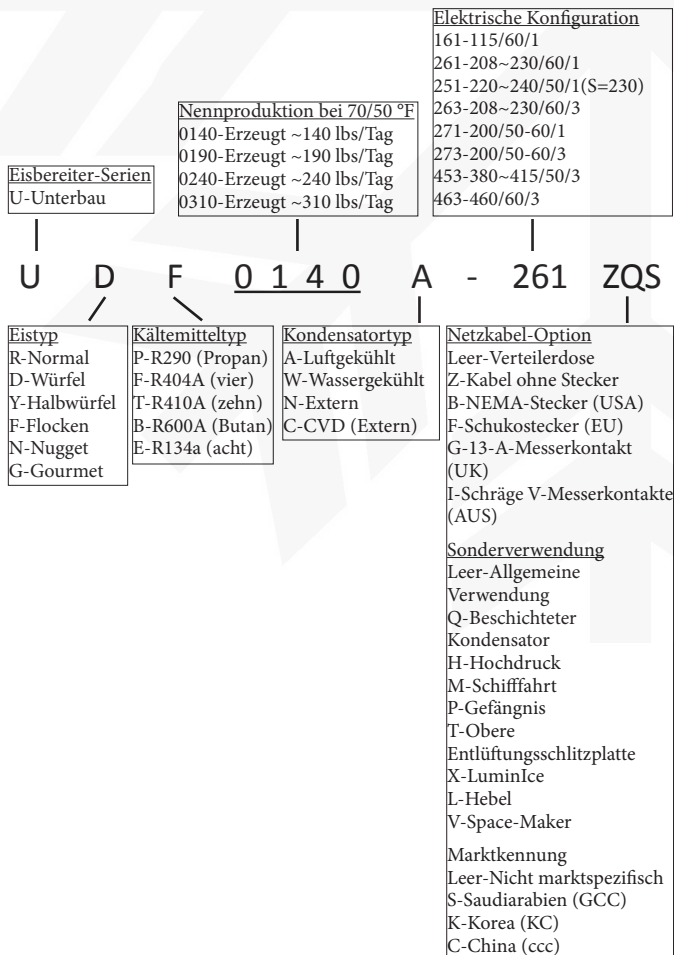 Elektrische Konfiguration
161-115/60/1
261-208~230/60/1
251-220~240/50/1(S=230)
263-208~230/60/3
271-200/50-60/1
273-200/50-60/3
453-380~415/50/3
463-460/60/3
Nennproduktion bei 70/50 °F
0140-Erzeugt ~140 lbs/Tag
0190-Erzeugt ~190 lbs/Tag
0240-Erzeugt ~240 lbs/Tag
0310-Erzeugt ~310 lbs/Tag
Eisbereiter-Serien
U-Unterbau
U D F 0 1 4 0 A - 261 ZQS
Eistyp
R-Normal
D-Würfel
Y-Halbwürfel
F-Flocken
N-Nugget
G-Gourmet
Kältemitteltyp
P-R290 (Propan)
F-R404A (vier)
T-R410A (zehn)
B-R600A (Butan)
E-R134a (acht)
Kondensatortyp
A-Luftgekühlt
W-Wassergekühlt
N-Extern
C-CVD (Extern)
Netzkabel-Option
Leer-Verteilerdose
Z-Kabel ohne Stecker
B-NEMA-Stecker (USA)
F-Schukostecker (EU)
G-13-A-Messerkontakt
(UK)
I-Schräge V-Messerkontakte
(AUS)
Sonderverwendung
Leer-Allgemeine
Verwendung
Q-Beschichteter
Kondensator
H-Hochdruck
M-Schifffahrt
P-Gefängnis
T-Obere
Entlüftungsschlitzplatte
X-LuminIce
L-Hebel
V-Space-Maker
Marktkennung
Leer-Nicht marktspezifisch
S-Saudiarabien (GCC)
K-Korea (KC)
C-China (ccc)